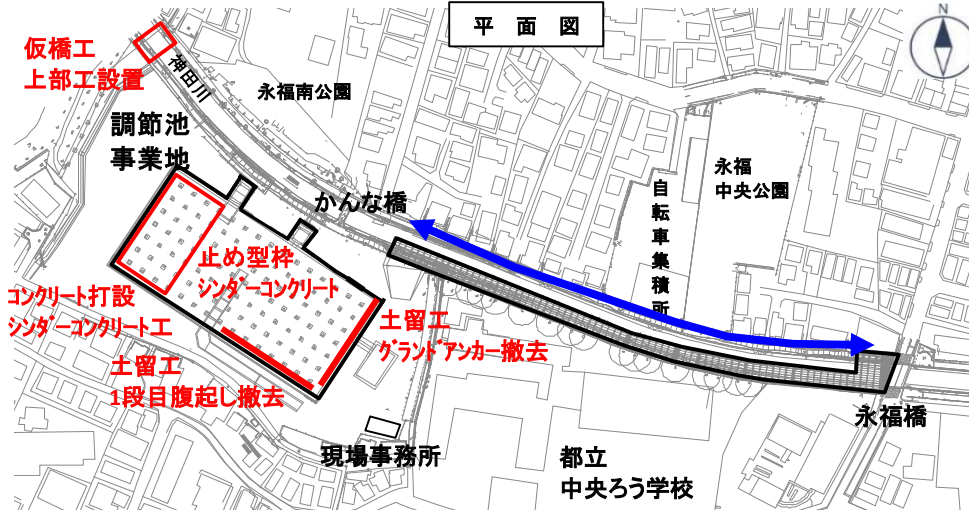 平面図
N
仮橋工
上部工設置
神田川
永福南公園
調節池
事業地
かんな橋
永福
中央公園
自転車集積所
止め型枠
シンダーコンクリート
コンクリート打設
シンダーコンクリート工
土留工
グランドアンカー撤去
土留工
1段目腹起し撤去
現場事務所
都立
中央ろう学校
永福橋